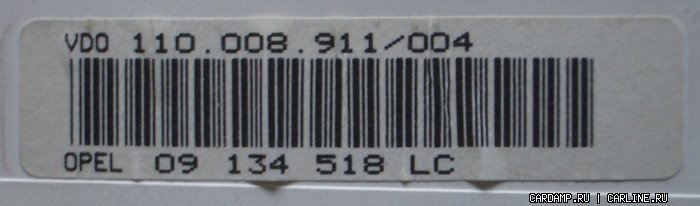 VDO 110.008.911/004
OPEL 09 134 518 LC
CARDAMP.RU | CARLINE.RU